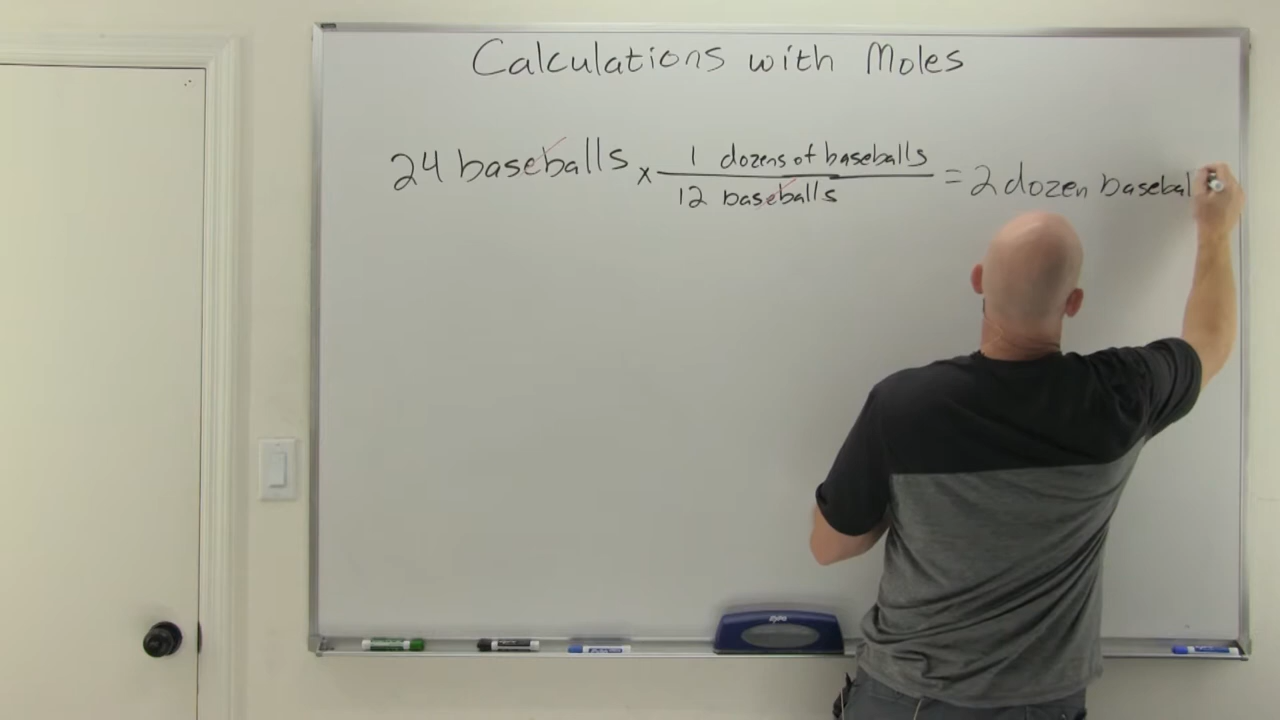 Calculations with Moles
24 baseballs x 1 dozens of baseballs = 2 dozen basebal
12 baseballs